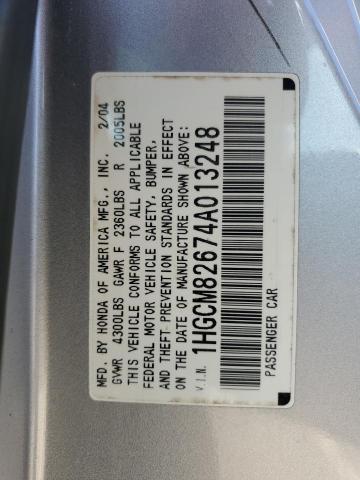 MFD. BY HONDA OF AMERICA MFG., INC. 2/04
GVWR 4300LBS GAWR F 2360LBS R 2005LBS
THIS VEHICLE CONFORMS TO ALL APPLICABLE
FEDERAL MOTOR VEHICLE SAFETY, BUMPER,
AND THEFT PREVENTION STANDARDS IN EFFECT
ON THE DATE OF MANUFACTURE SHOWN ABOVE:
V.I.N. 1HGCM82674A013248
PASSENGER CAR